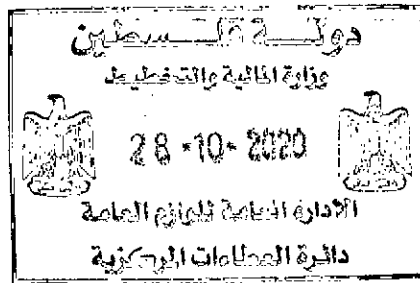 دولة فلسطين
وزارة المالية والتخطيط
28 -10- 2020
الادارة العامة للوازم العامة
دائرة العطاءات المركزية